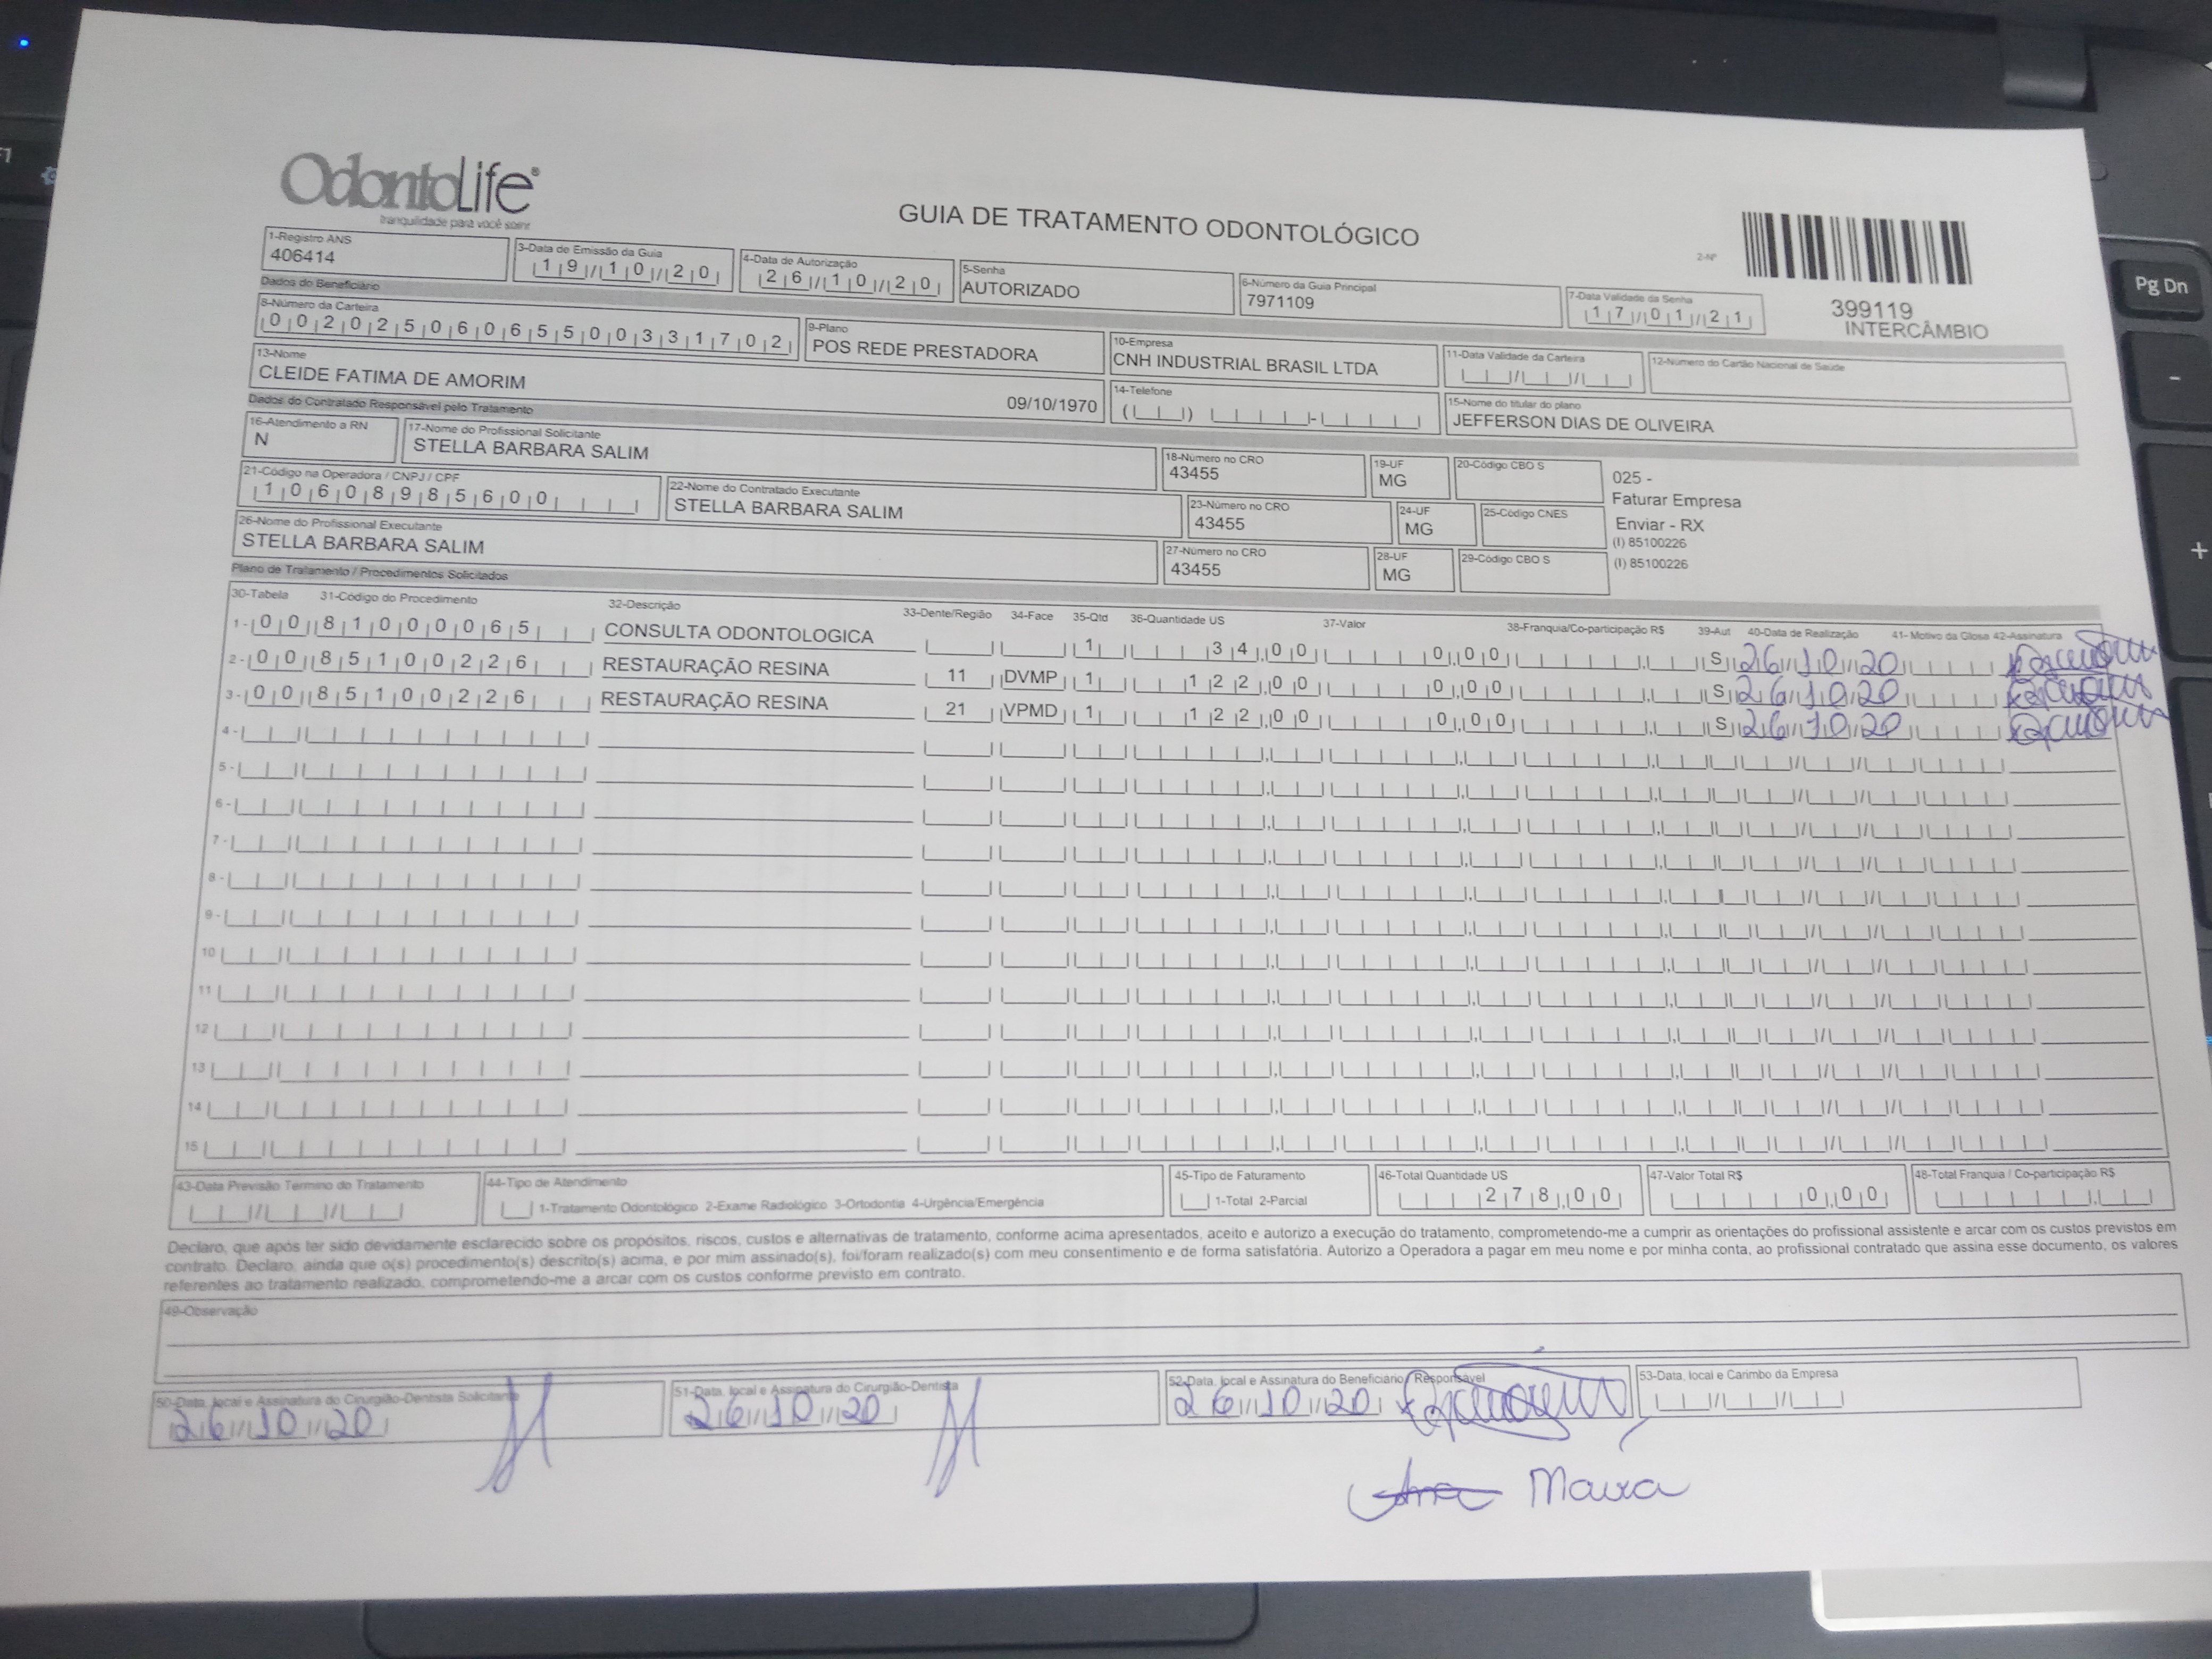 OdontoLife®
tranquilidade para você sorrir
GUIA DE TRATAMENTO ODONTOLÓGICO
2-Nº
399119
INTERCÂMBIO
1-Registro ANS
406414
3-Data de Emissão da Guia
19/10/20
4-Data de Autorização
26/10/20
5-Senha
AUTORIZADO
6-Número da Guia Principal
7971109
7-Data Validade da Senha
17/01/21
Dados do Beneficiário
8-Número da Carteira
00202506065500331702
9-Plano
POS REDE PRESTADORA
10-Empresa
CNH INDUSTRIAL BRASIL LTDA
11-Data Validade da Carteira
12-Número do Cartão Nacional de Saúde
13-Nome
CLEIDE FATIMA DE AMORIM
09/10/1970
14-Telefone
15-Nome do titular do plano
JEFFERSON DIAS DE OLIVEIRA
Dados do Contratado Responsável pelo Tratamento
16-Atendimento a RN
N
17-Nome do Profissional Solicitante
STELLA BARBARA SALIM
18-Número no CRO
43455
19-UF
MG
20-Código CBO S
025 -
Faturar Empresa
Enviar - RX
(I) 85100226
(I) 85100226
21-Código na Operadora / CNPJ / CPF
10608985600
22-Nome do Contratado Executante
STELLA BARBARA SALIM
23-Número no CRO
43455
24-UF
MG
25-Código CNES
26-Nome do Profissional Executante
STELLA BARBARA SALIM
27-Número no CRO
43455
28-UF
MG
29-Código CBO S
Plano de Tratamento / Procedimentos Solicitados
30-Tabela 31-Código do Procedimento 32-Descrição 33-Dente/Região 34-Face 35-Qtd 36-Quantidade US 37-Valor 38-Franquia/Co-participação R$ 39-Aut 40-Data de Realização 41- Motivo da Glosa 42-Assinatura
1- 00 81000065 CONSULTA ODONTOLOGICA 1 34,00 0,00 S 26/10/20
2- 00 85100226 RESTAURAÇÃO RESINA 11 DVMP 1 122,00 0,00 S 26/10/20
3- 00 85100226 RESTAURAÇÃO RESINA 21 VPMD 1 122,00 0,00 S 26/10/20
4-
5-
6-
7-
8-
9-
10
11
12
13
14
15
43-Data Previsão Término do Tratamento
44-Tipo de Atendimento
1-Tratamento Odontológico 2-Exame Radiológico 3-Ortodontia 4-Urgência/Emergência
45-Tipo de Faturamento
1-Total 2-Parcial
46-Total Quantidade US
278,00
47-Valor Total R$
0,00
48-Total Franquia / Co-participação R$
Declaro, que após ter sido devidamente esclarecido sobre os propósitos, riscos, custos e alternativas de tratamento, conforme acima apresentados, aceito e autorizo a execução do tratamento, comprometendo-me a cumprir as orientações do profissional assistente e arcar com os custos previstos em
contrato. Declaro, ainda que o(s) procedimento(s) descrito(s) acima, e por mim assinado(s), foi/foram realizado(s) com meu consentimento e de forma satisfatória. Autorizo a Operadora a pagar em meu nome e por minha conta, ao profissional contratado que assina esse documento, os valores
referentes ao tratamento realizado, comprometendo-me a arcar com os custos conforme previsto em contrato.
49-Observação
50-Data, local e Assinatura do Cirurgião-Dentista Solicitante
26/10/20
51-Data, local e Assinatura do Cirurgião-Dentista
26/10/20
52-Data, local e Assinatura do Beneficiário / Responsável
26/10/20
53-Data, local e Carimbo da Empresa
Maura
F1
Pg Dn
-
+